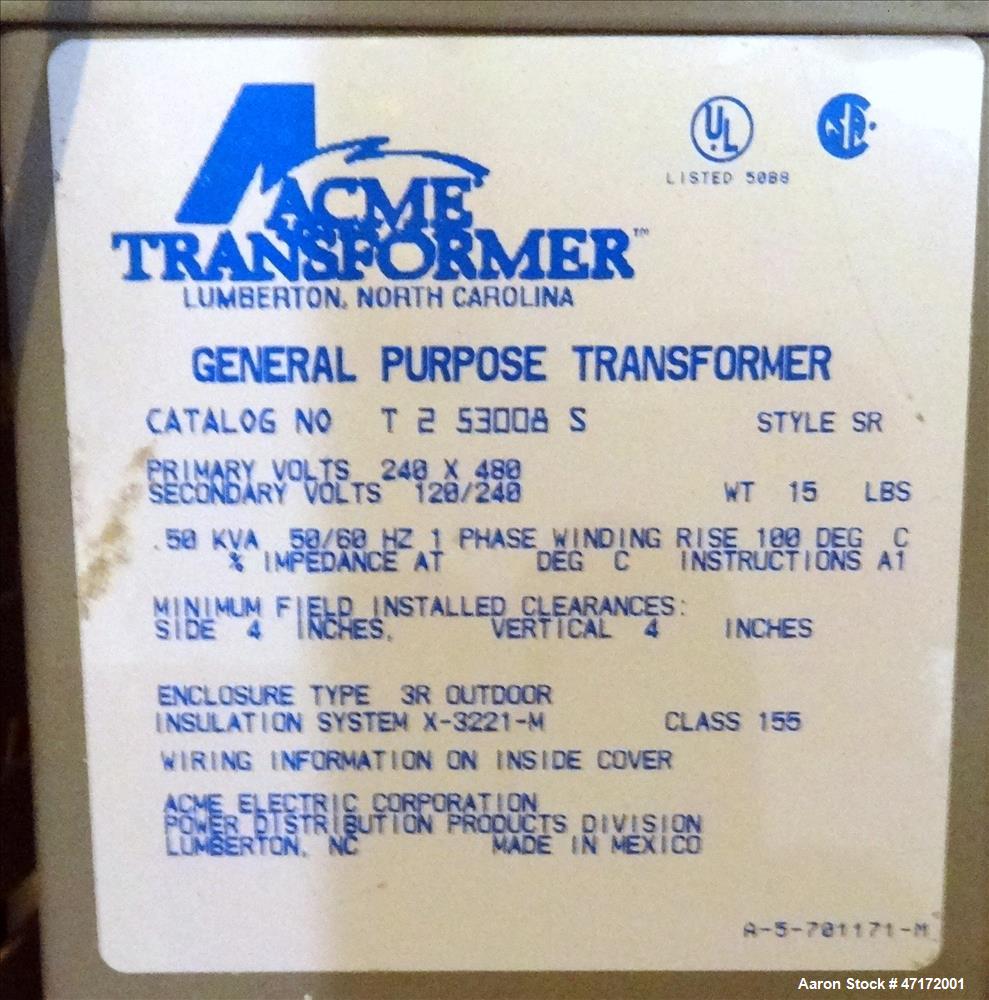 UL
SA
LISTED 5088
ACME
TRANSFORMER™
LUMBERTON, NORTH CAROLINA
GENERAL PURPOSE TRANSFORMER
CATALOG NO T 2 53008 S STYLE SR
PRIMARY VOLTS 240 X 480
SECONDARY VOLTS 120/240 WT 15 LBS
.50 KVA 50/60 HZ 1 PHASE WINDING RISE 100 DEG C
% IMPEDANCE AT DEG C INSTRUCTIONS A1
MINIMUM FIELD INSTALLED CLEARANCES:
SIDE 4 INCHES, VERTICAL 4 INCHES
ENCLOSURE TYPE 3R OUTDOOR
INSULATION SYSTEM X-3221-M CLASS 155
WIRING INFORMATION ON INSIDE COVER
ACME ELECTRIC CORPORATION
POWER DISTRIBUTION PRODUCTS DIVISION
LUMBERTON, NC MADE IN MEXICO
A-5-701171-M
Aaron Stock # 47172001